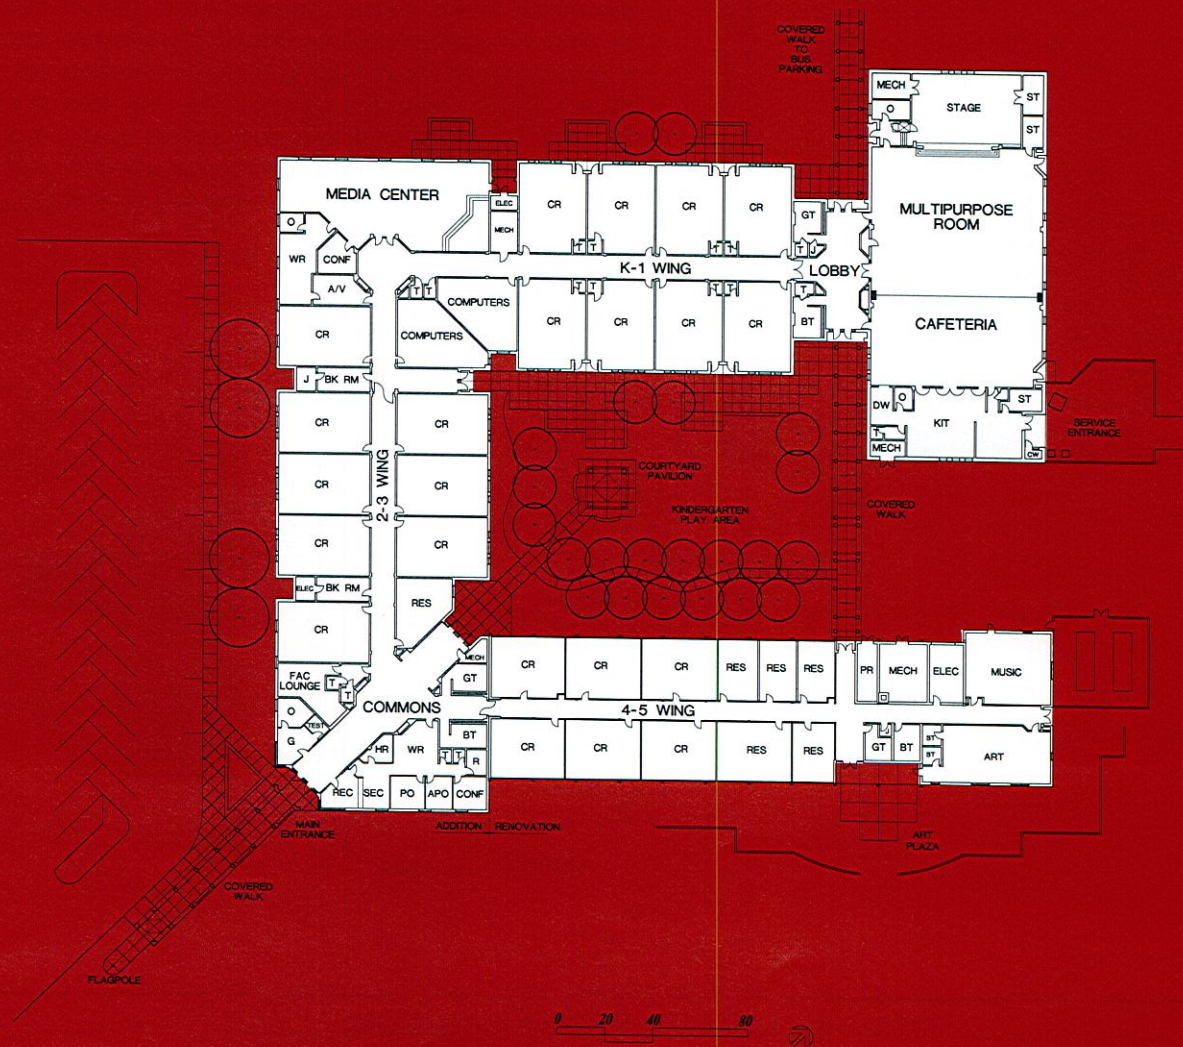 COVERED
WALK
TO
BUS
PARKING
MECH
O
STAGE
ST
ST
MEDIA CENTER
O
WR
CONF
A/V
ELEC
MECH
CR
CR
CR
CR
T
T
T
T
GT
T
J
MULTIPURPOSE
ROOM
K-1 WING
LOBBY
T
T
COMPUTERS
COMPUTERS
T
T
T
T
CR
CR
CR
CR
T
BT
CAFETERIA
CR
J
BK RM
CR
CR
DW
O
KIT
ST
T
MECH
CW
SERVICE
ENTRANCE
2-3 WING
CR
CR
COURTYARD
PAVILION
KINDERGARTEN
PLAY AREA
COVERED
WALK
CR
CR
ELEC
BK RM
RES
CR
FAC
LOUNGE
T
T
MECH
GT
CR
CR
CR
RES
RES
RES
PR
MECH
ELEC
MUSIC
COMMONS
4-5 WING
O
TEST
G
HR
WR
BT
T
T
R
CR
CR
CR
RES
RES
GT
BT
ST
ST
ART
REC
SEC
PO
APO
CONF
MAIN
ENTRANCE
ADDITION
RENOVATION
ART
PLAZA
COVERED
WALK
FLAGPOLE
0 20 40 80